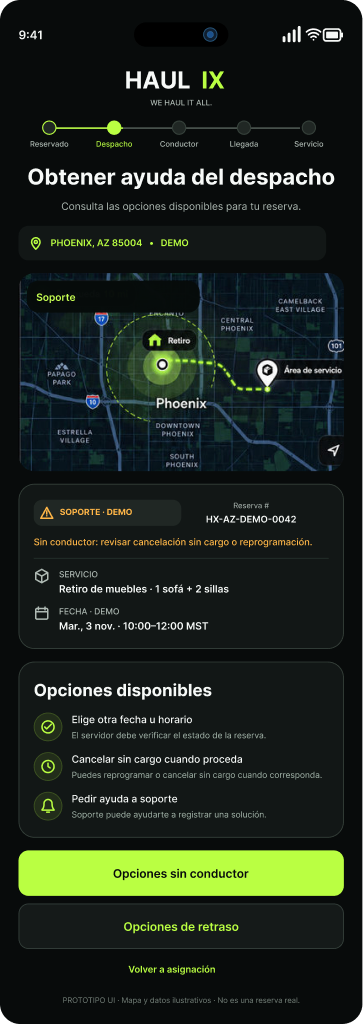 9:41
HAUL IX
WE HAUL IT ALL.
Reservado Despacho Conductor Llegada Servicio
Obtener ayuda del despacho
Consulta las opciones disponibles para tu reserva.
PHOENIX, AZ 85004 • DEMO
Soporte
ENCANTO
CAMELBACK
EAST VILLAGE
17
CENTRAL
PHOENIX
Retiro
101
PAPAGO
PARK
Área de servicio
10
Phoenix
ESTRELLA
VILLAGE
DOWNTOWN
PHOENIX
SOUTH
PHOENIX
SOPORTE · DEMO
Reserva #
HX-AZ-DEMO-0042
Sin conductor: revisar cancelación sin cargo o reprogramación.
SERVICIO
Retiro de muebles · 1 sofá + 2 sillas
FECHA · DEMO
Mar., 3 nov. · 10:00–12:00 MST
Opciones disponibles
Elige otra fecha u horario
El servidor debe verificar el estado de la reserva.
Cancelar sin cargo cuando proceda
Puedes reprogramar o cancelar sin cargo cuando corresponda.
Pedir ayuda a soporte
Soporte puede ayudarte a registrar una solución.
Opciones sin conductor
Opciones de retraso
Volver a asignación
PROTOTIPO UI · Mapa y datos ilustrativos · No es una reserva real.